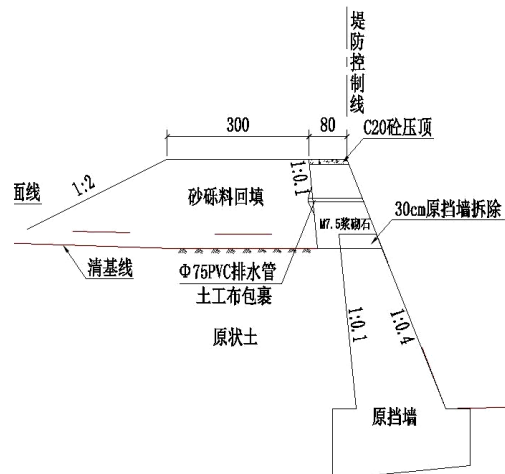 堤防控制线
300
80
C20砼压顶
面线
1:2
砂砾料回填
1:0.1
30cm原挡墙拆除
M7.5浆砌石
清基线
Φ75PVC排水管
土工布包裹
原状土
1:0.1
1:0.4
原挡墙